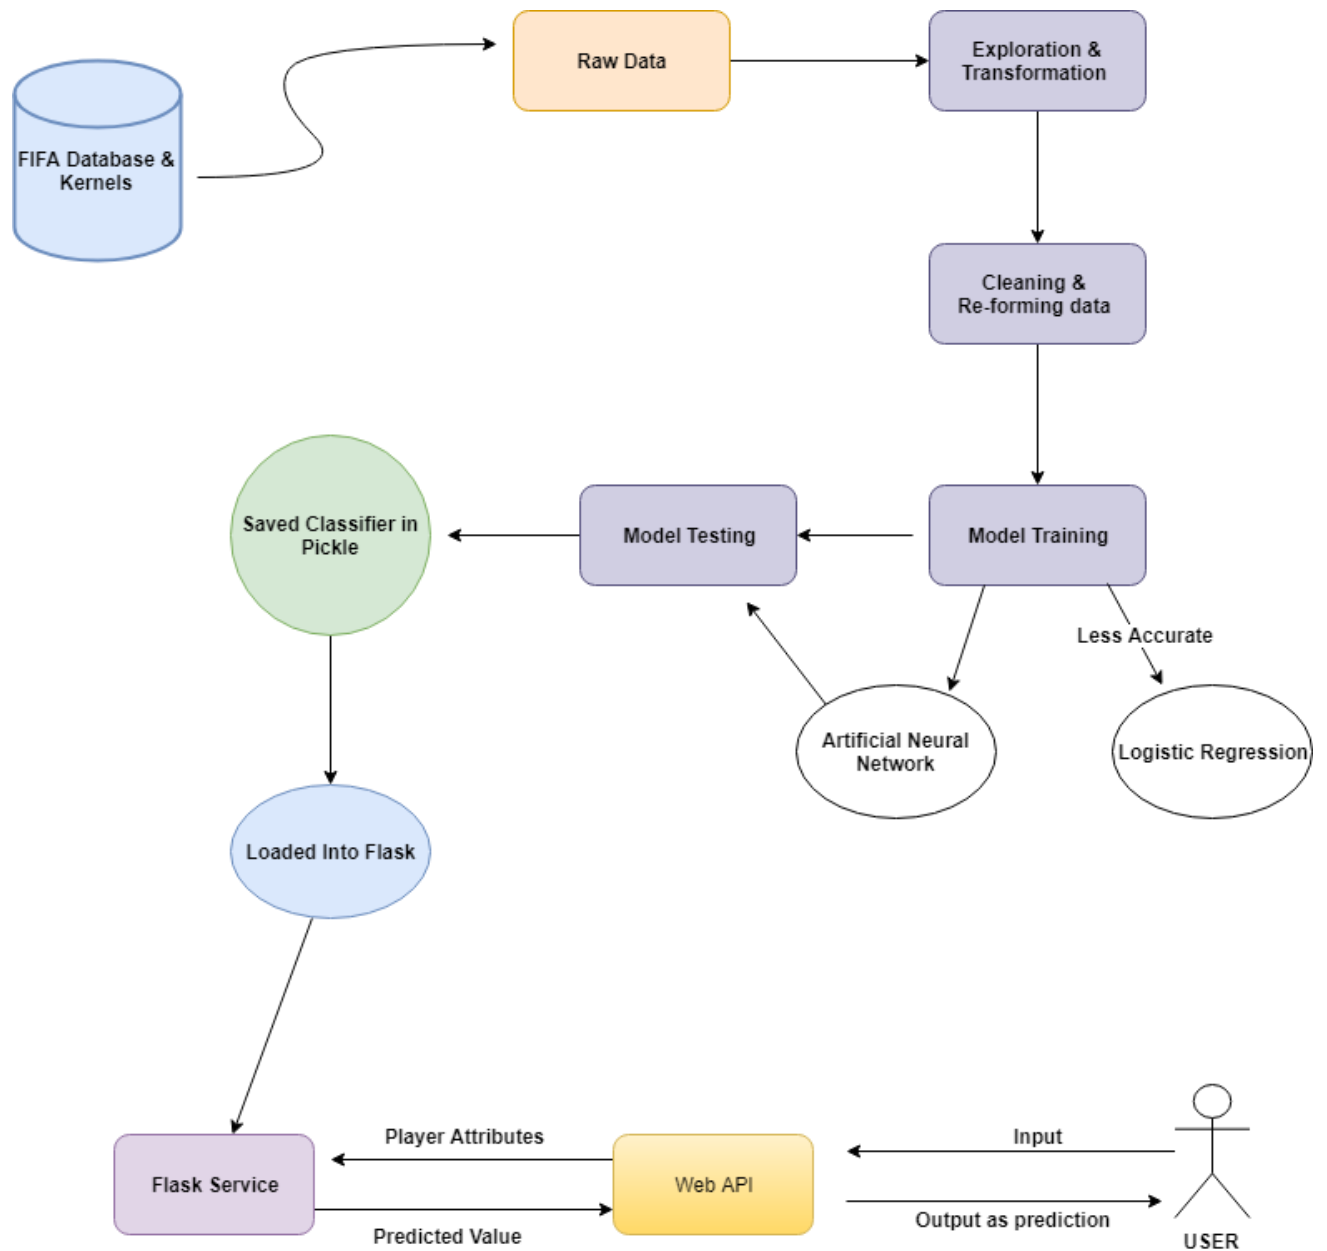 Raw Data
Exploration &
Transformation
FIFA Database &
Kernels
Cleaning &
Re-forming data
Saved Classifier in
Pickle
Model Testing
Model Training
Less Accurate
Artificial Neural
Network
Logistic Regression
Loaded Into Flask
Player Attributes
Input
Flask Service
Web API
Predicted Value
Output as prediction
USER